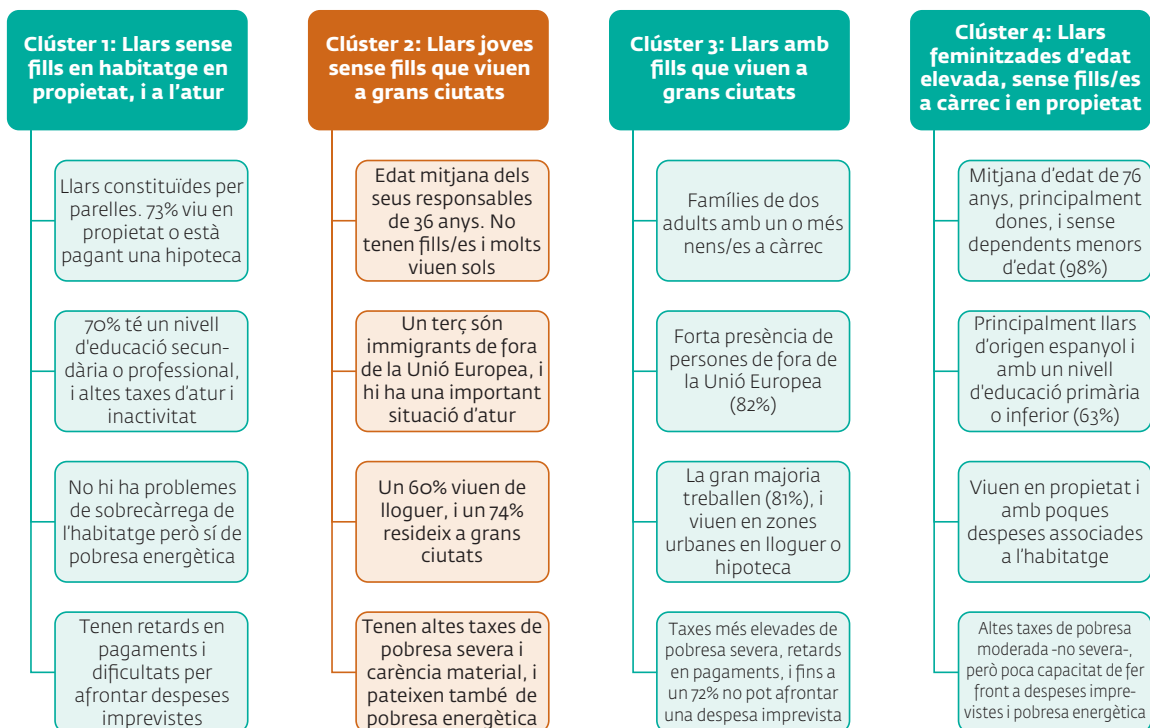 Clúster 1: Llars sense
fills en habitatge en
propietat, i a l'atur
Llars constituïdes per
parelles. 73% viu en
propietat o està
pagant una hipoteca
70% té un nivell
d'educació secun-
dària o professional,
i altes taxes d'atur i
inactivitat
No hi ha problemes
de sobrecàrrega de
l'habitatge però sí de
pobresa energètica
Tenen retards en
pagaments i
dificultats per
afrontar despeses
imprevistes
Clúster 2: Llars joves
sense fills que viuen
a grans ciutats
Edat mitjana dels
seus responsables
de 36 anys. No
tenen fills/es i molts
viuen sols
Un terç són
immigrants de fora
de la Unió Europea, i
hi ha una important
situació d'atur
Un 60% viuen de
lloguer, i un 74%
resideix a grans
ciutats
Tenen altes taxes de
pobresa severa i
carència material, i
pateixen també de
pobresa energètica
Clúster 3: Llars amb
fills que viuen a
grans ciutats
Famílies de dos
adults amb un o més
nens/es a càrrec
Forta presència de
persones de fora de
la Unió Europea
(82%)
La gran majoria
treballen (81%), i
viuen en zones
urbanes en lloguer o
hipoteca
Taxes més elevades de
pobresa severa, retards
en pagaments, i fins a
un 72% no pot afrontar
una despesa imprevista
Clúster 4: Llars
feminitzades d'edat
elevada, sense fills/es
a càrrec i en propietat
Mitjana d'edat de 76
anys, principalment
dones, i sense
dependents menors
d'edat (98%)
Principalment llars
d'origen espanyol i
amb un nivell
d'educació primària
o inferior (63%)
Viuen en propietat i
amb poques
despeses associades
a l'habitatge
Altes taxes de pobresa
moderada -no severa-,
però poca capacitat de fer
front a despeses impre-
vistes i pobresa energètica